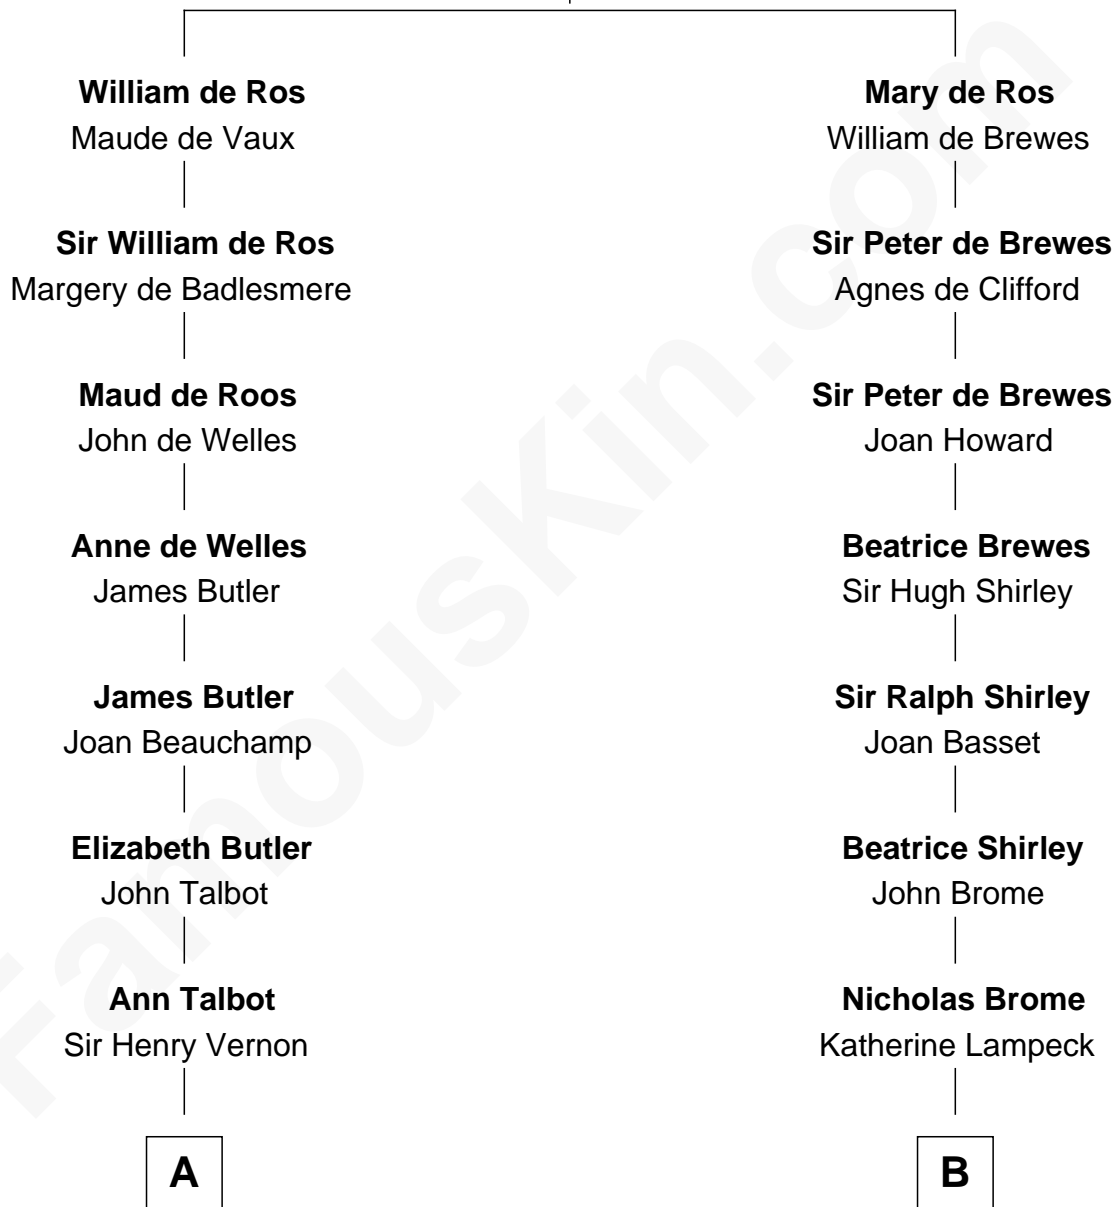 William de Ros
Maude de Vaux
Sir William de Ros
Margery de Badlesmere
Maud de Roos
John de Welles
Anne de Welles
James Butler
James Butler
Joan Beauchamp
Elizabeth Butler
John Talbot
Ann Talbot
Sir Henry Vernon
A
Mary de Ros
William de Brewes
Sir Peter de Brewes
Agnes de Clifford
Sir Peter de Brewes
Joan Howard
Beatrice Brewes
Sir Hugh Shirley
Sir Ralph Shirley
Joan Basset
Beatrice Shirley
John Brome
Nicholas Brome
Katherine Lampeck
B
FamousKin.com